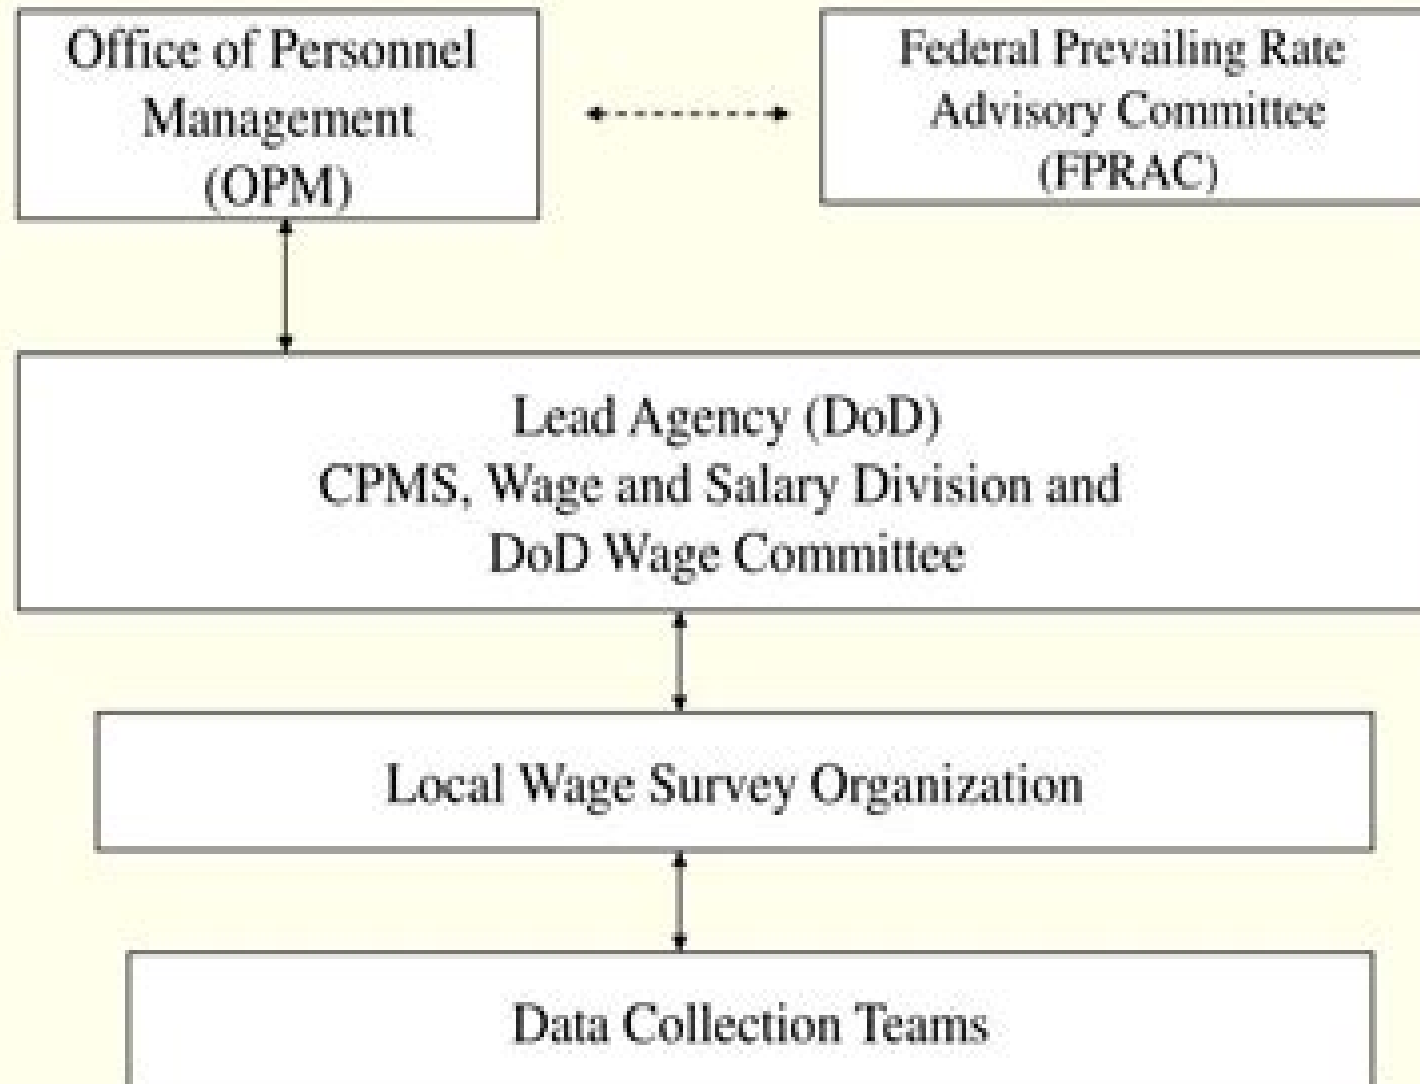 Office of Personnel
Management
(OPM)
Federal Prevailing Rate
Advisory Committee
(FPRAC)
Lead Agency (DoD)
CPMS, Wage and Salary Division and
DoD Wage Committee
Local Wage Survey Organization
Data Collection Teams